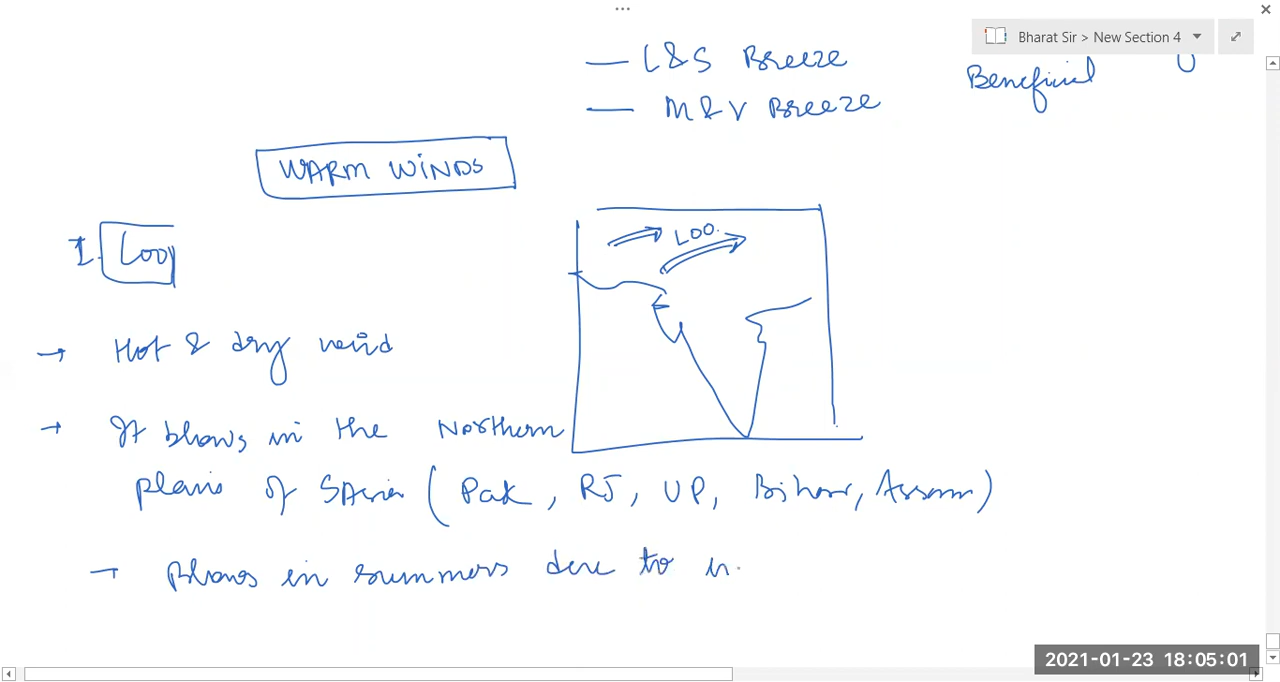 Bharat Sir > New Section 4
— L&S Breeze
Beneficial
— M&V Breeze
WARM WINDS
I. Loo
LOO.
→ Hot & dry wind
→ It blows in the Northern
plains of SAsia (Pak, RJ, UP, Bihar, Assam)
→ Blows in summers due to
2021-01-23 18:05:01